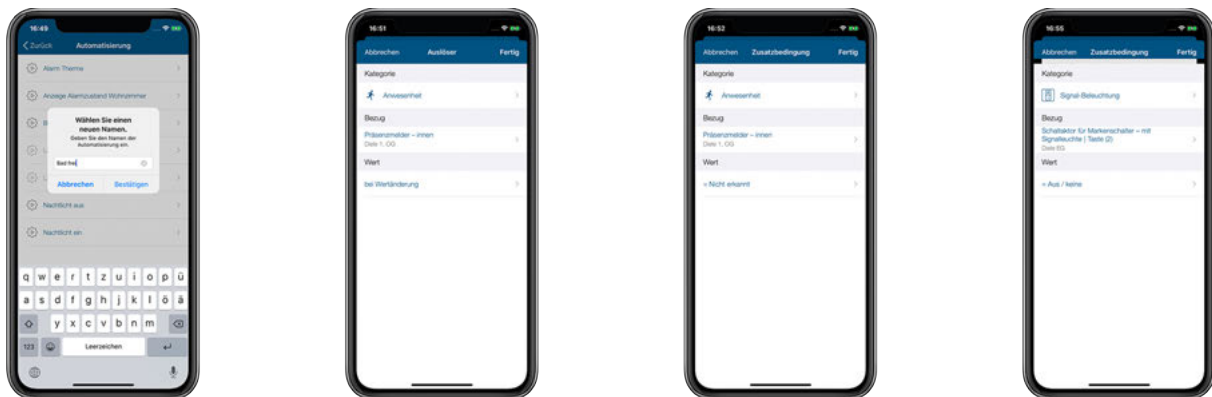 16:49
Zurück Automatisierung
Alarm Theme
Anzeige Alarmzustand Wohnzimmer
Wählen Sie einen
neuen Namen.
Geben Sie den Namen der
Automatisierung ein.
Bad frei
Abbrechen Bestätigen
Nachtlicht aus
Nachtlicht ein
q w e r t z u i o p ü
a s d f g h j k l ö ä
y x c v b n m
123 Leerzeichen
16:51
Abbrechen Auslöser Fertig
Kategorie
Anwesenheit
Bezug
Präsenzmelder – innen
Diele 1. OG
Wert
bei Wertänderung
16:52
Abbrechen Zusatzbedingung Fertig
Kategorie
Anwesenheit
Bezug
Präsenzmelder – innen
Diele 1. OG
Wert
= Nicht erkannt
16:55
Abbrechen Zusatzbedingung Fertig
Kategorie
Signal-Beleuchtung
Bezug
Schaltaktor für Markenschalter – mit
Signalleuchte | Taste (2)
Diele EG
Wert
= Aus / keine